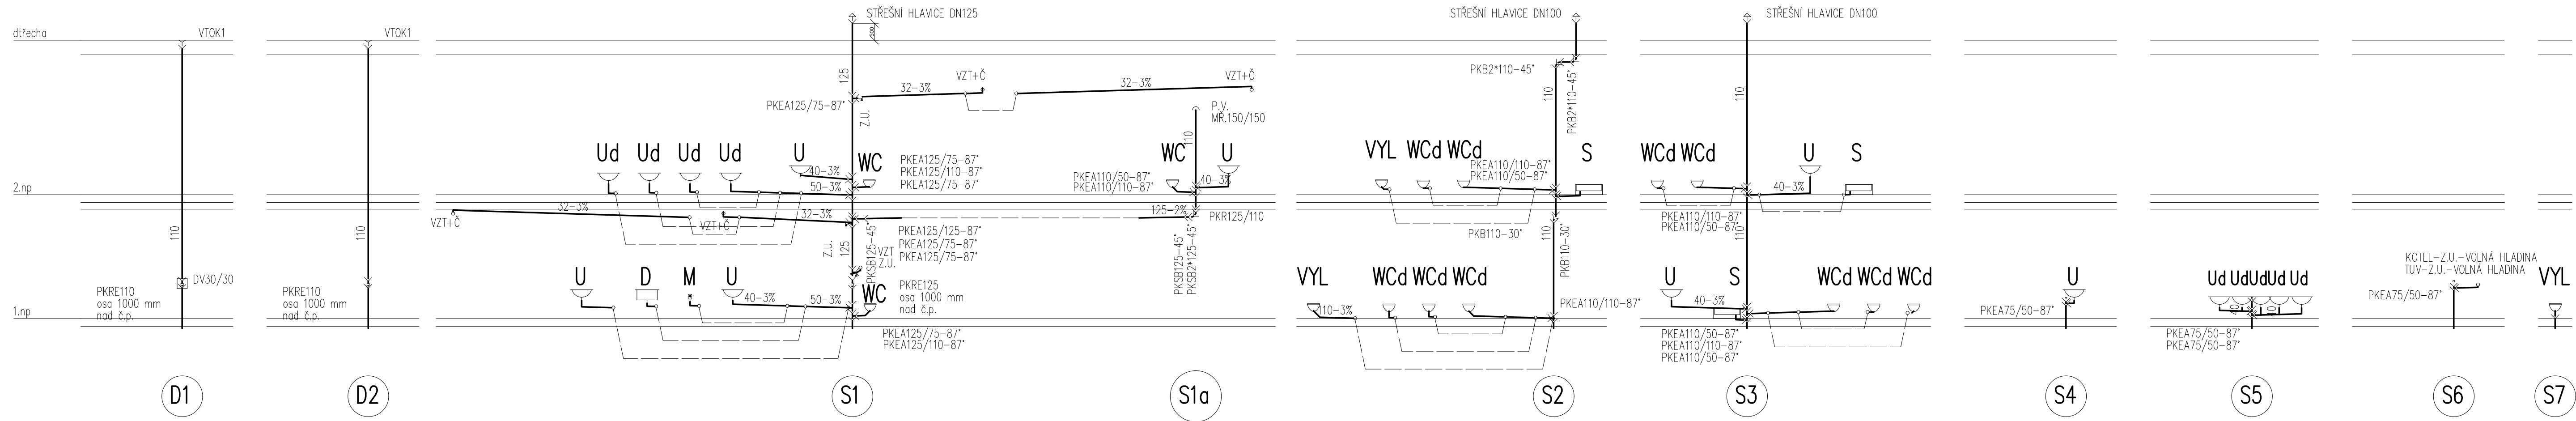 dtřecha
VTOK1
2.np
110
DV30/30
PKRE110
osa 1000 mm
nad č.p.
1.np
D1
VTOK1
110
PKRE110
osa 1000 mm
nad č.p.
D2
STŘEŠNÍ HLAVICE DN125
125
PKEA125/75-87°
Z.U.
32-3%
VZT+Č
32-3%
VZT+Č
Ud
Ud
Ud
Ud
U
WC
40-3%
50-3%
PKEA125/75-87°
PKEA125/110-87°
PKEA125/75-87°
VZT+Č
32-3%
VZT+Č
32-3%
Z.U.
125
PKSB125-45°
PKEA125/125-87°
PKEA125/75-87°
PKEA125/75-87°
VZT
Z.U.
U
D
M
U
40-3%
50-3%
WC
PKRE125
osa 1000 mm
nad č.p.
PKEA125/75-87°
PKEA125/110-87°
S1
P.V.
MŘ.150/150
110
WC
U
PKEA110/50-87°
PKEA110/110-87°
40-3%
125-2%
PKR125/110
PKSB125-45°
PKSB2*125-45°
S1a
STŘEŠNÍ HLAVICE DN100
PKB2*110-45°
110
PKB2*110-45°
VYL
WCd
WCd
PKEA110/110-87°
PKEA110/50-87°
S
PKB110-30°
110
PKB110-30°
VYL
WCd
WCd
WCd
110-3%
PKEA110/110-87°
S2
STŘEŠNÍ HLAVICE DN100
110
WCd
WCd
U
S
40-3%
PKEA110/110-87°
PKEA110/50-87°
110
U
S
WCd
WCd
WCd
40-3%
PKEA110/50-87°
PKEA110/110-87°
PKEA110/50-87°
S3
U
PKEA75/50-87°
S4
Ud
Ud
Ud
Ud
Ud
40
40
PKEA75/50-87°
PKEA75/50-87°
S5
KOTEL-Z.U.-VOLNÁ HLADINA
TUV-Z.U.-VOLNÁ HLADINA
PKEA75/50-87°
S6
VYL
S7